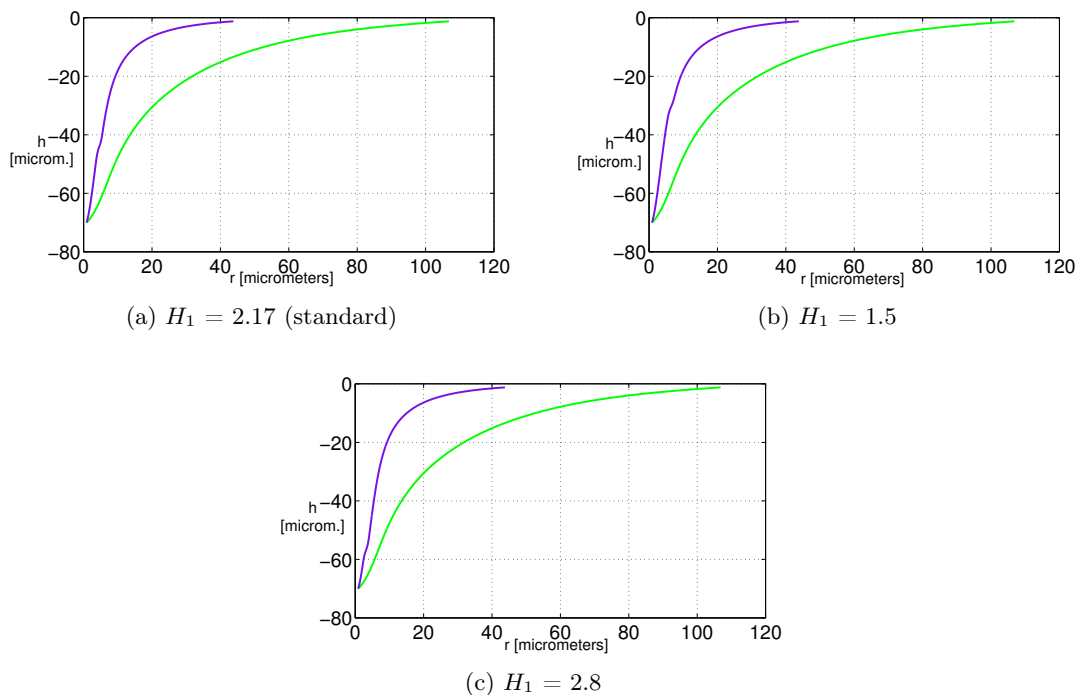 0
−20
h −40
[microm.]
−60
−80
0 20 40 60 80 100 120
r [micrometers]
(a) H₁ = 2.17 (standard)
0
−20
h −40
[microm.]
−60
−80
0 20 40 60 80 100 120
r [micrometers]
(b) H₁ = 1.5
0
−20
h −40
[microm.]
−60
−80
0 20 40 60 80 100 120
r [micrometers]
(c) H₁ = 2.8